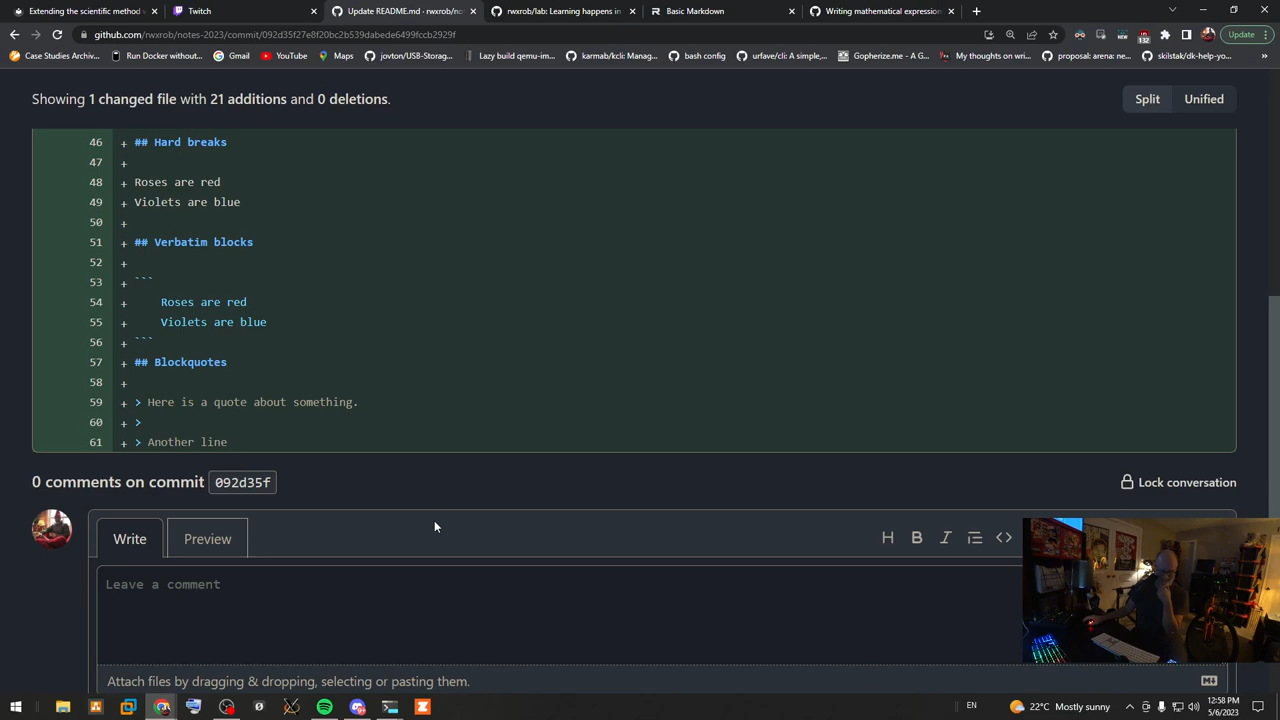 Extending the scientific method
Twitch
Update README.md · rwxrob/no
rwxrob/lab: Learning happens in
Basic Markdown
Writing mathematical expression
github.com/rwxrob/notes-2023/commit/092d35f27e8f20bc2b539dabede6499fccb2929f
132
Update
Case Studies Archiv...
Run Docker without...
Gmail
YouTube
Maps
jovton/USB-Storag...
Lazy build qemu-im...
karmab/kcli: Manag...
bash config
urfave/cli: A simple...
Gopherize.me - A G...
My thoughts on wri...
proposal: arena: ne...
skilstak/dk-help-yo...
Showing 1 changed file with 21 additions and 0 deletions.
Split
Unified
46 + ## Hard breaks
47 +
48 + Roses are red
49 + Violets are blue
50 +
51 + ## Verbatim blocks
52 +
53 + ```
54 + Roses are red
55 + Violets are blue
56 + ```
57 + ## Blockquotes
58 +
59 + > Here is a quote about something.
60 + >
61 + > Another line
0 comments on commit 092d35f
Lock conversation
Write
Preview
H B I
Leave a comment
Attach files by dragging & dropping, selecting or pasting them.
22°C Mostly sunny
EN
12:58 PM
5/6/2023